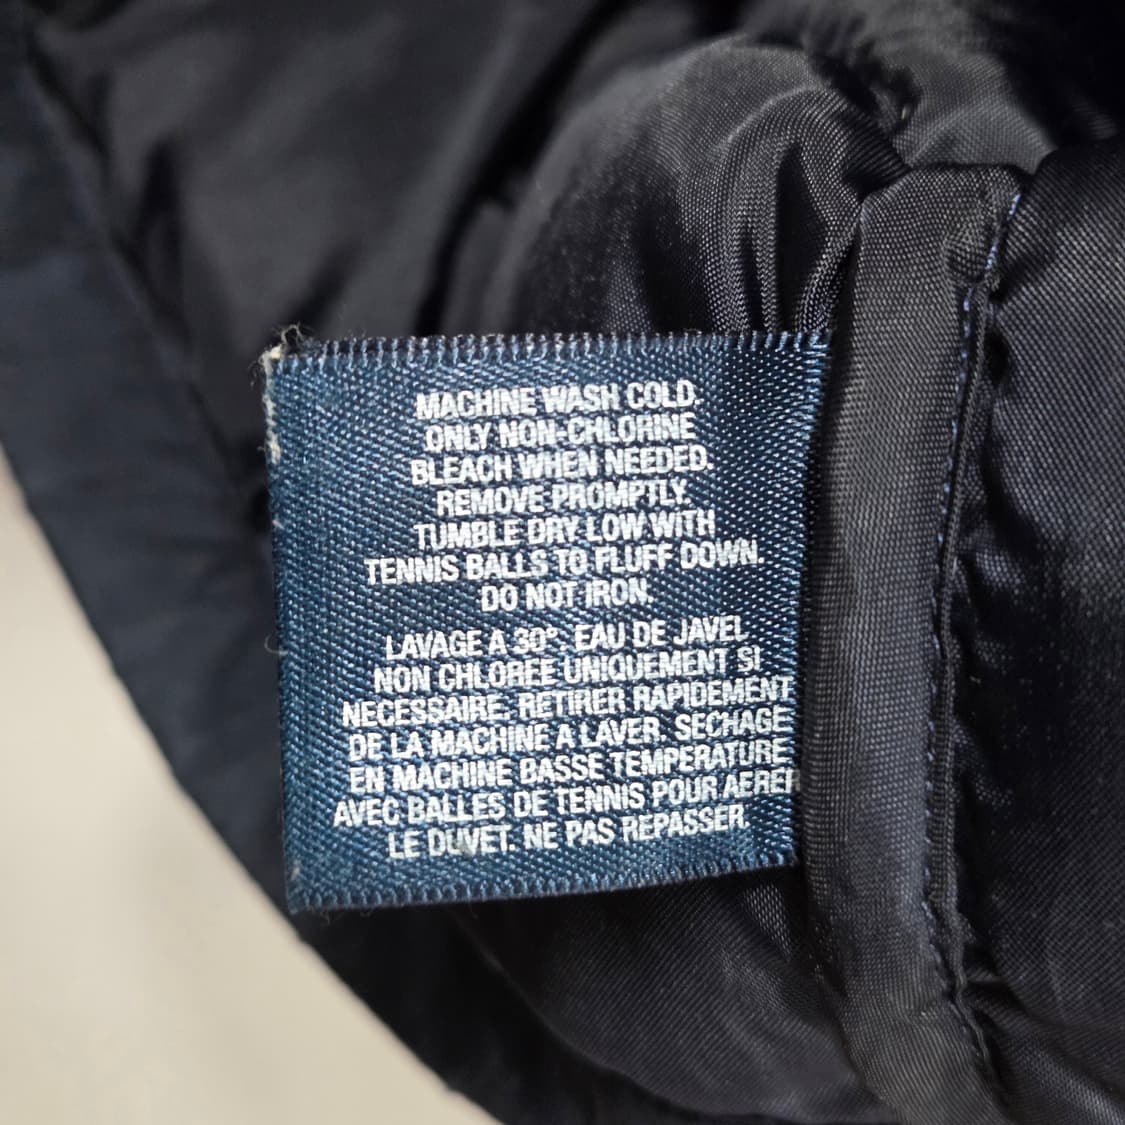 MACHINE WASH COLD.
ONLY NON-CHLORINE
BLEACH WHEN NEEDED.
REMOVE PROMPTLY.
TUMBLE DRY LOW WITH
TENNIS BALLS TO FLUFF DOWN.
DO NOT IRON.
LAVAGE A 30°. EAU DE JAVEL
NON CHLOREE UNIQUEMENT SI
NECESSAIRE. RETIRER RAPIDEMENT
DE LA MACHINE A LAVER. SECHAGE
EN MACHINE BASSE TEMPERATURE
AVEC BALLES DE TENNIS POUR AERER
LE DUVET. NE PAS REPASSER.